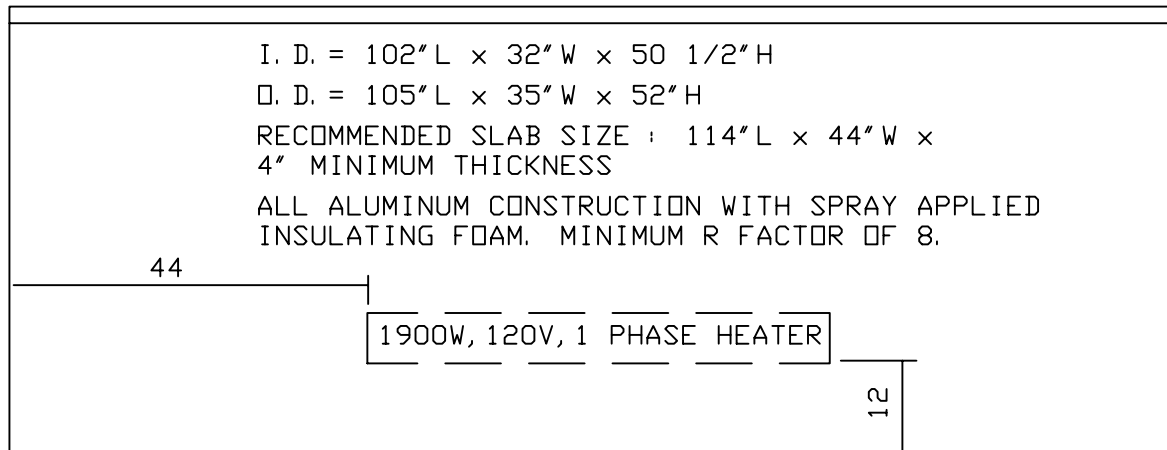 I.D. = 102"L x 32"W x 50 1/2"H
O.D. = 105"L x 35"W x 52"H
RECOMMENDED SLAB SIZE : 114"L x 44"W x
4" MINIMUM THICKNESS
ALL ALUMINUM CONSTRUCTION WITH SPRAY APPLIED
INSULATING FOAM. MINIMUM R FACTOR OF 8.
44
1900W, 120V, 1 PHASE HEATER
12